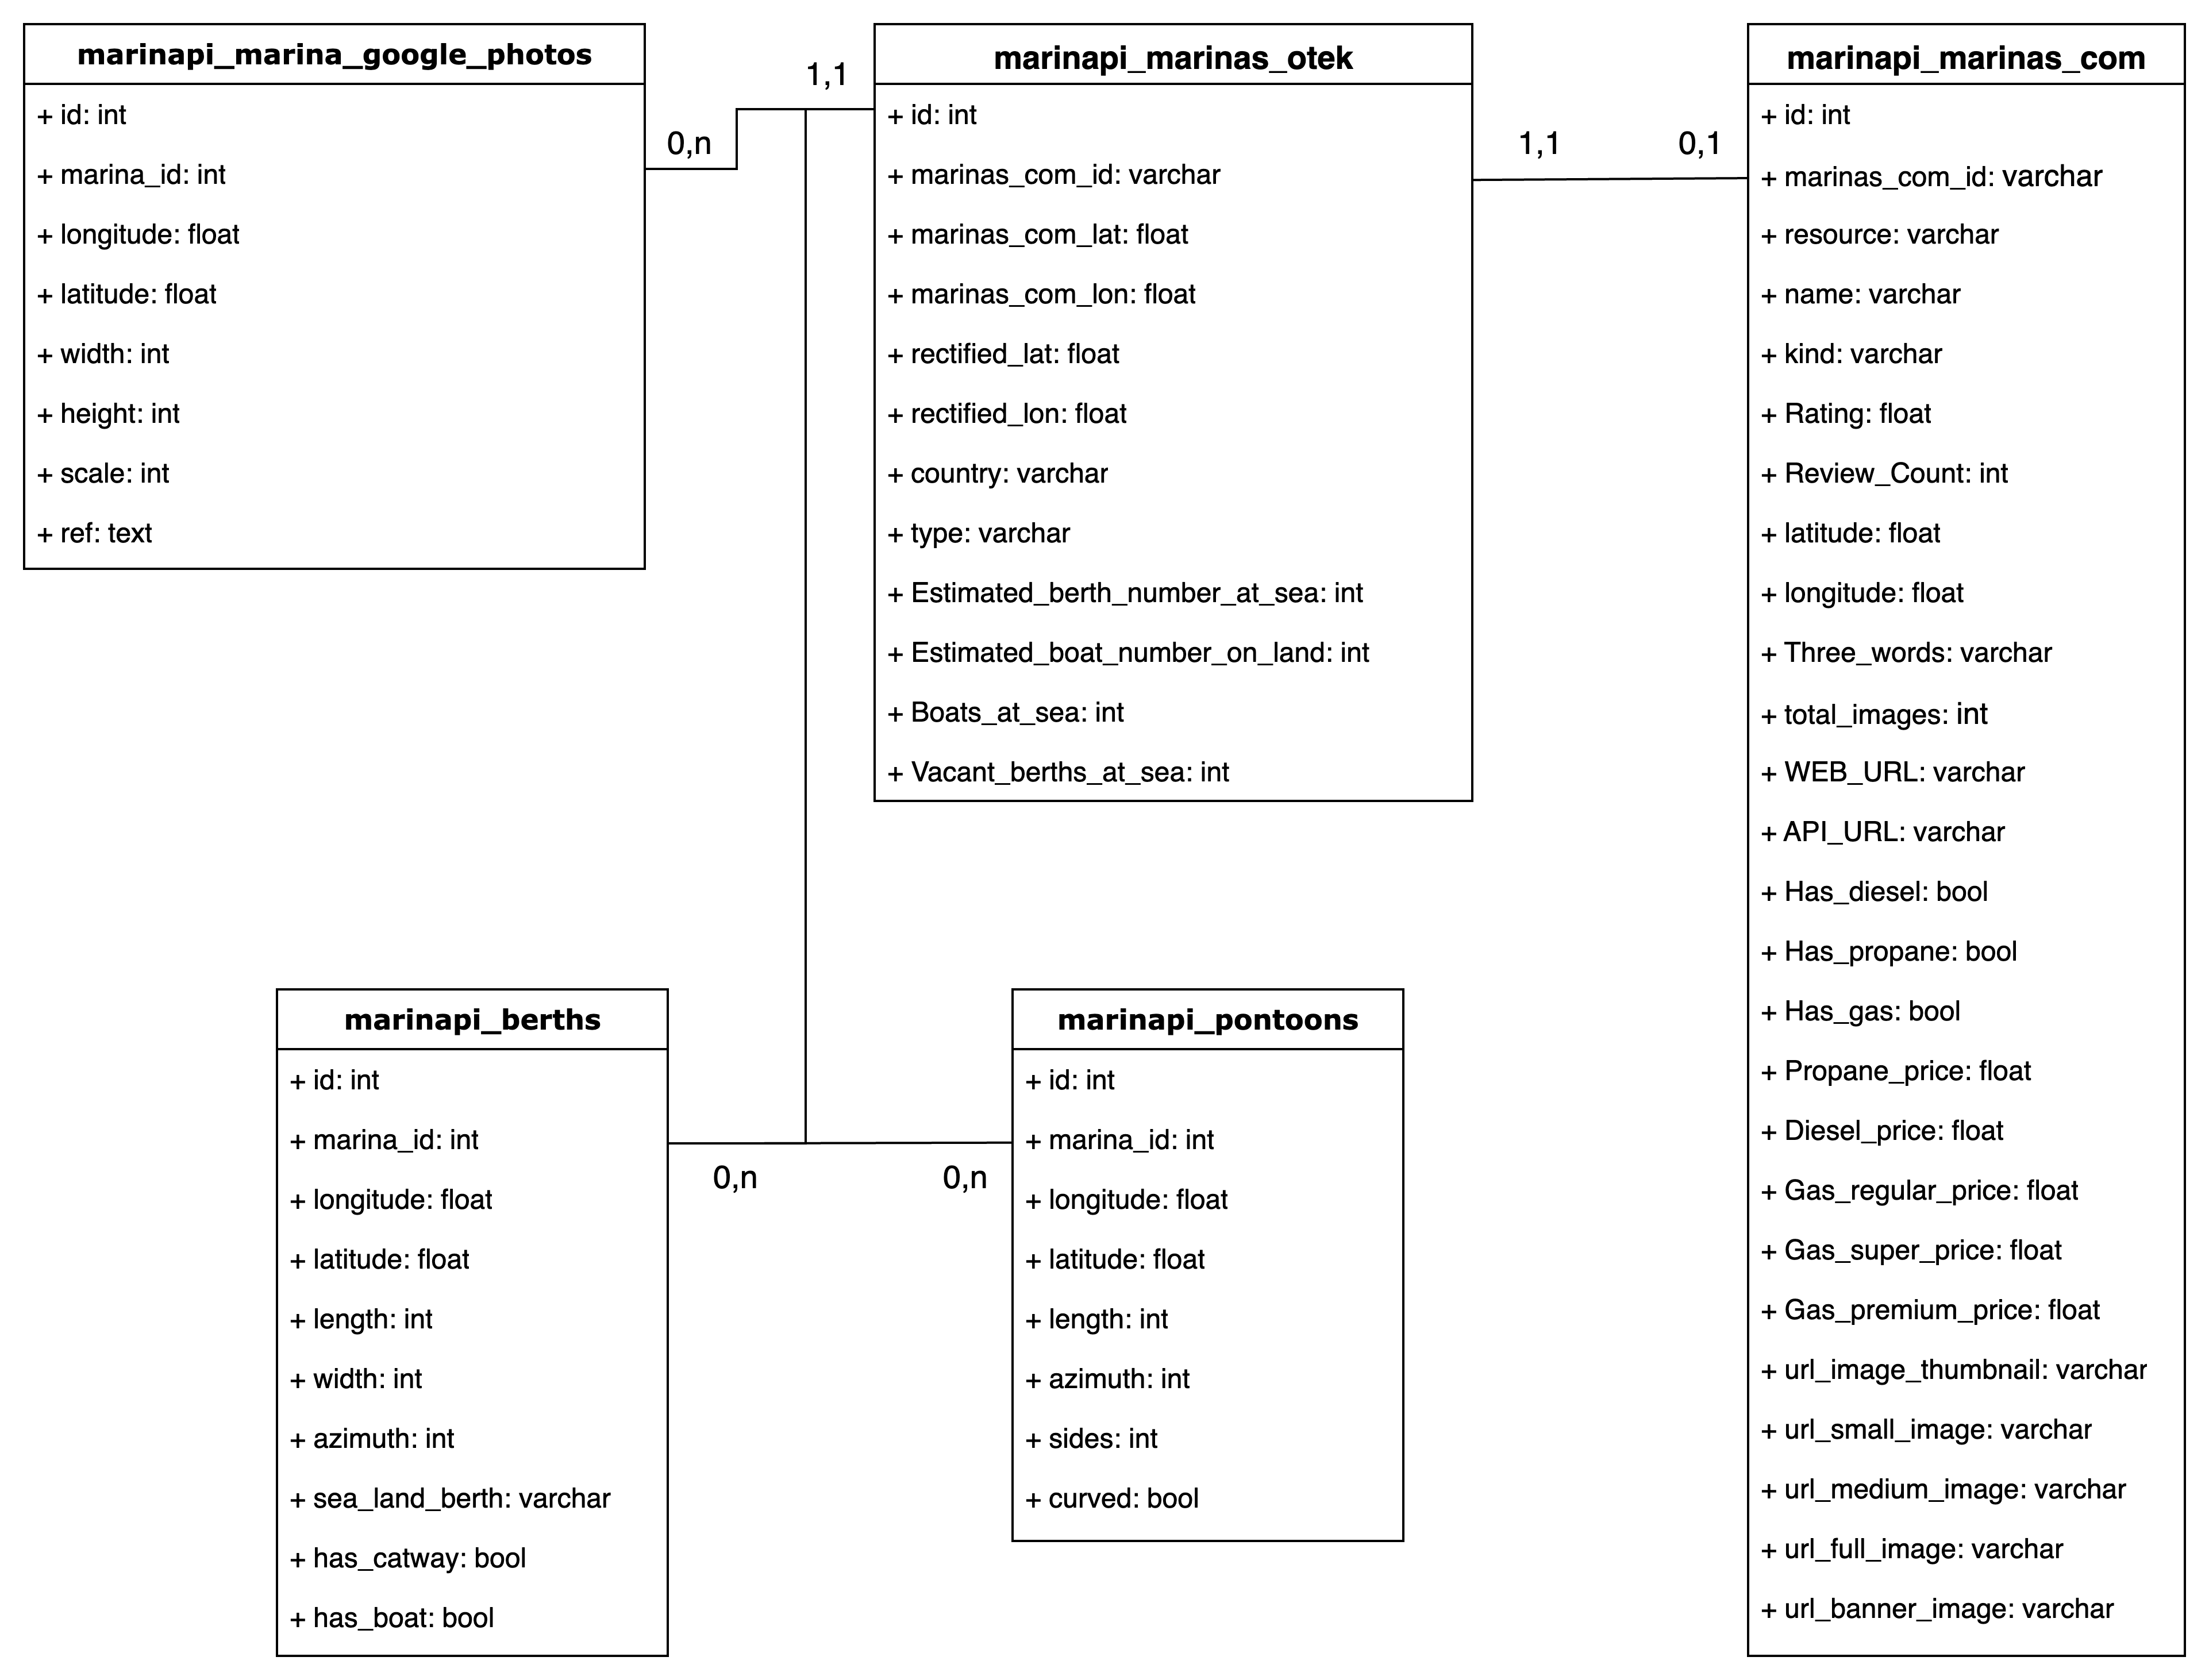 marinapi_marina_google_photos
+ id: int
+ marina_id: int
+ longitude: float
+ latitude: float
+ width: int
+ height: int
+ scale: int
+ ref: text
0,n
1,1
marinapi_marinas_otek
+ id: int
+ marinas_com_id: varchar
+ marinas_com_lat: float
+ marinas_com_lon: float
+ rectified_lat: float
+ rectified_lon: float
+ country: varchar
+ type: varchar
+ Estimated_berth_number_at_sea: int
+ Estimated_boat_number_on_land: int
+ Boats_at_sea: int
+ Vacant_berths_at_sea: int
1,1
0,1
marinapi_marinas_com
+ id: int
+ marinas_com_id: varchar
+ resource: varchar
+ name: varchar
+ kind: varchar
+ Rating: float
+ Review_Count: int
+ latitude: float
+ longitude: float
+ Three_words: varchar
+ total_images: int
+ WEB_URL: varchar
+ API_URL: varchar
+ Has_diesel: bool
+ Has_propane: bool
+ Has_gas: bool
+ Propane_price: float
+ Diesel_price: float
+ Gas_regular_price: float
+ Gas_super_price: float
+ Gas_premium_price: float
+ url_image_thumbnail: varchar
+ url_small_image: varchar
+ url_medium_image: varchar
+ url_full_image: varchar
+ url_banner_image: varchar
marinapi_berths
+ id: int
+ marina_id: int
+ longitude: float
+ latitude: float
+ length: int
+ width: int
+ azimuth: int
+ sea_land_berth: varchar
+ has_catway: bool
+ has_boat: bool
0,n
0,n
marinapi_pontoons
+ id: int
+ marina_id: int
+ longitude: float
+ latitude: float
+ length: int
+ azimuth: int
+ sides: int
+ curved: bool